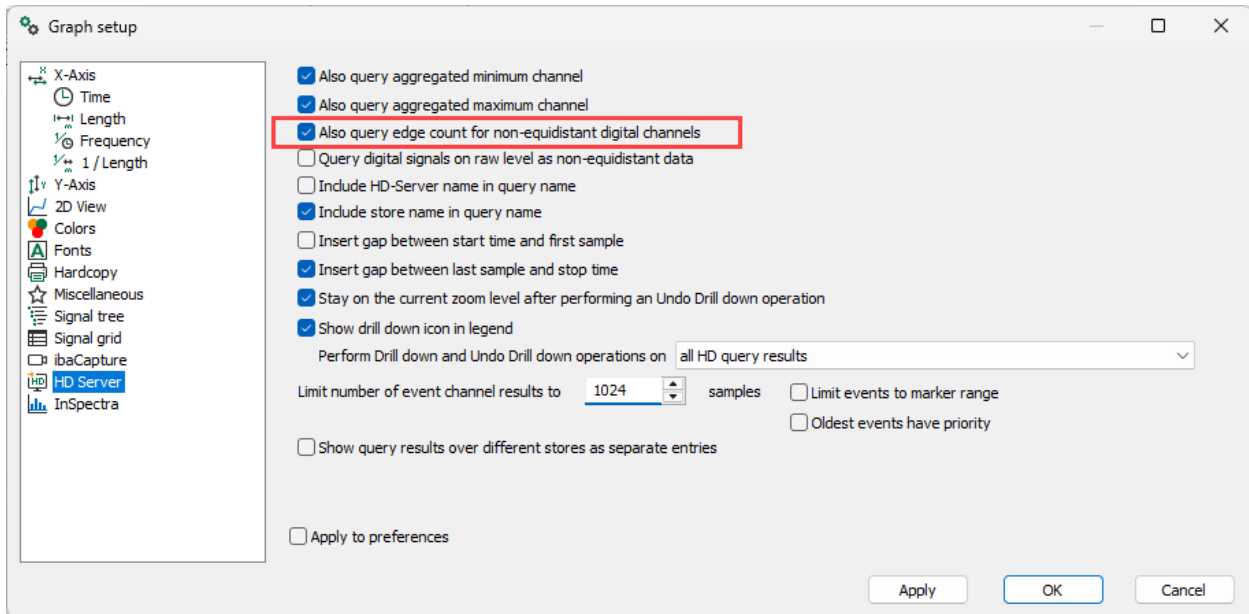 Graph setup
X-Axis
Time
Length
Frequency
1 / Length
Y-Axis
2D View
Colors
Fonts
Hardcopy
Miscellaneous
Signal tree
Signal grid
ibaCapture
HD Server
InSpectra
Also query aggregated minimum channel
Also query aggregated maximum channel
Also query edge count for non-equidistant digital channels
Query digital signals on raw level as non-equidistant data
Include HD-Server name in query name
Include store name in query name
Insert gap between start time and first sample
Insert gap between last sample and stop time
Stay on the current zoom level after performing an Undo Drill down operation
Show drill down icon in legend
Perform Drill down and Undo Drill down operations on all HD query results
Limit number of event channel results to 1024 samples Limit events to marker range
Oldest events have priority
Show query results over different stores as separate entries
Apply to preferences
Apply OK Cancel